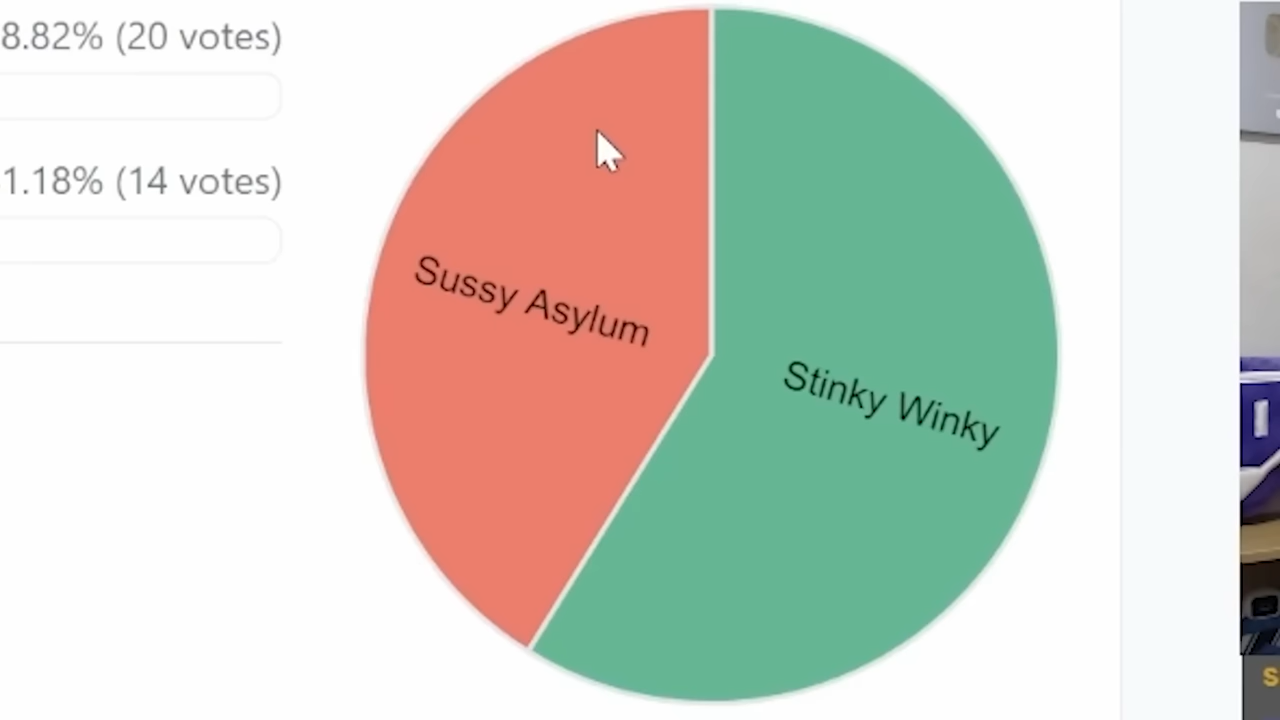 8.82% (20 votes)
1.18% (14 votes)
Sussy Asylum
Stinky Winky
S